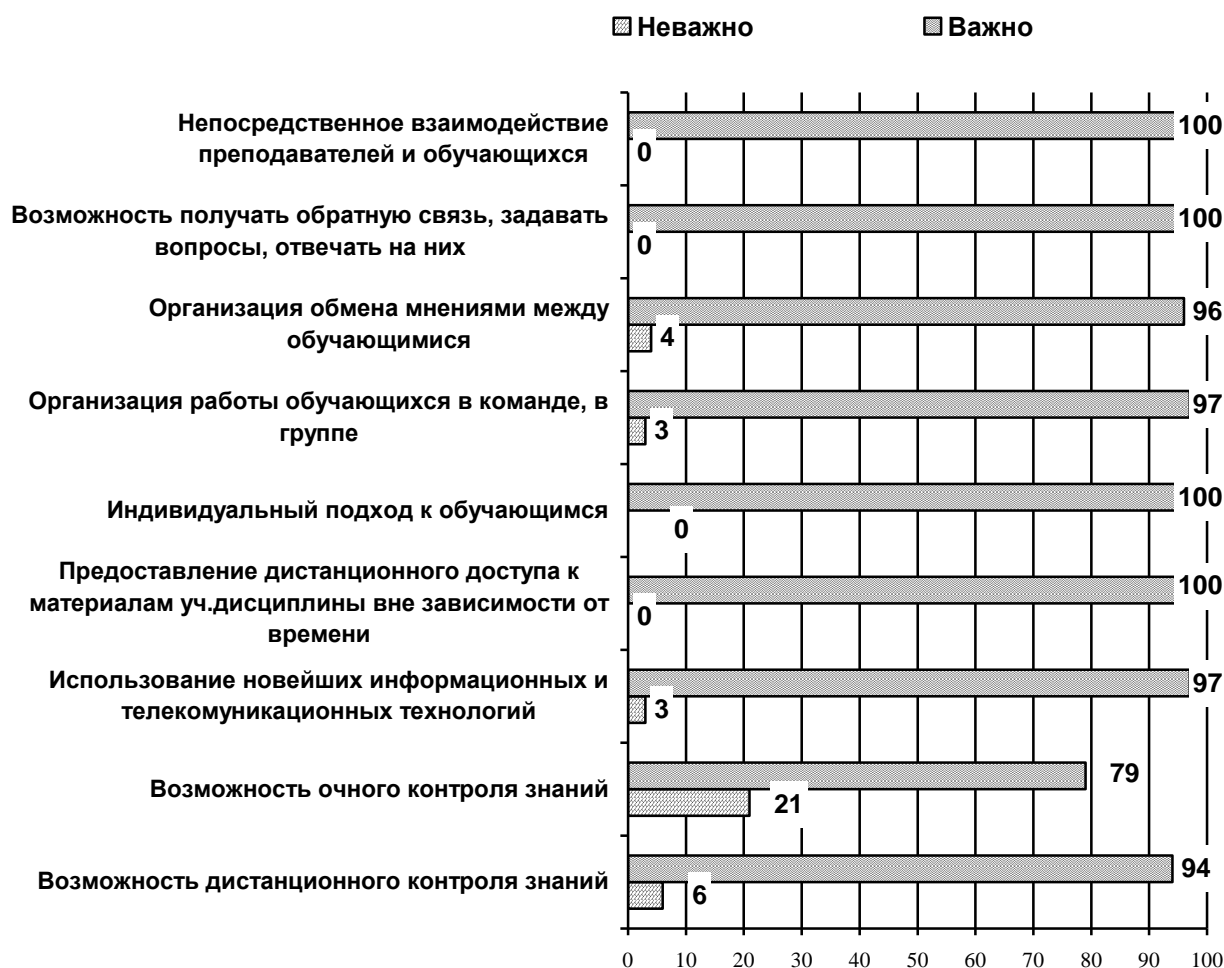 Неважно Важно
Непосредственное взаимодействие
преподавателей и обучающихся
100
0
Возможность получать обратную связь, задавать
вопросы, отвечать на них
100
0
Организация обмена мнениями между
обучающимися
96
4
Организация работы обучающихся в команде, в
группе
97
3
Индивидуальный подход к обучающимся
100
0
Предоставление дистанционного доступа к
материалам уч.дисциплины вне зависимости от
времени
100
0
Использование новейших информационных и
телекомуникационных технологий
97
3
Возможность очного контроля знаний
79
21
Возможность дистанционного контроля знаний
94
6
0 10 20 30 40 50 60 70 80 90 100